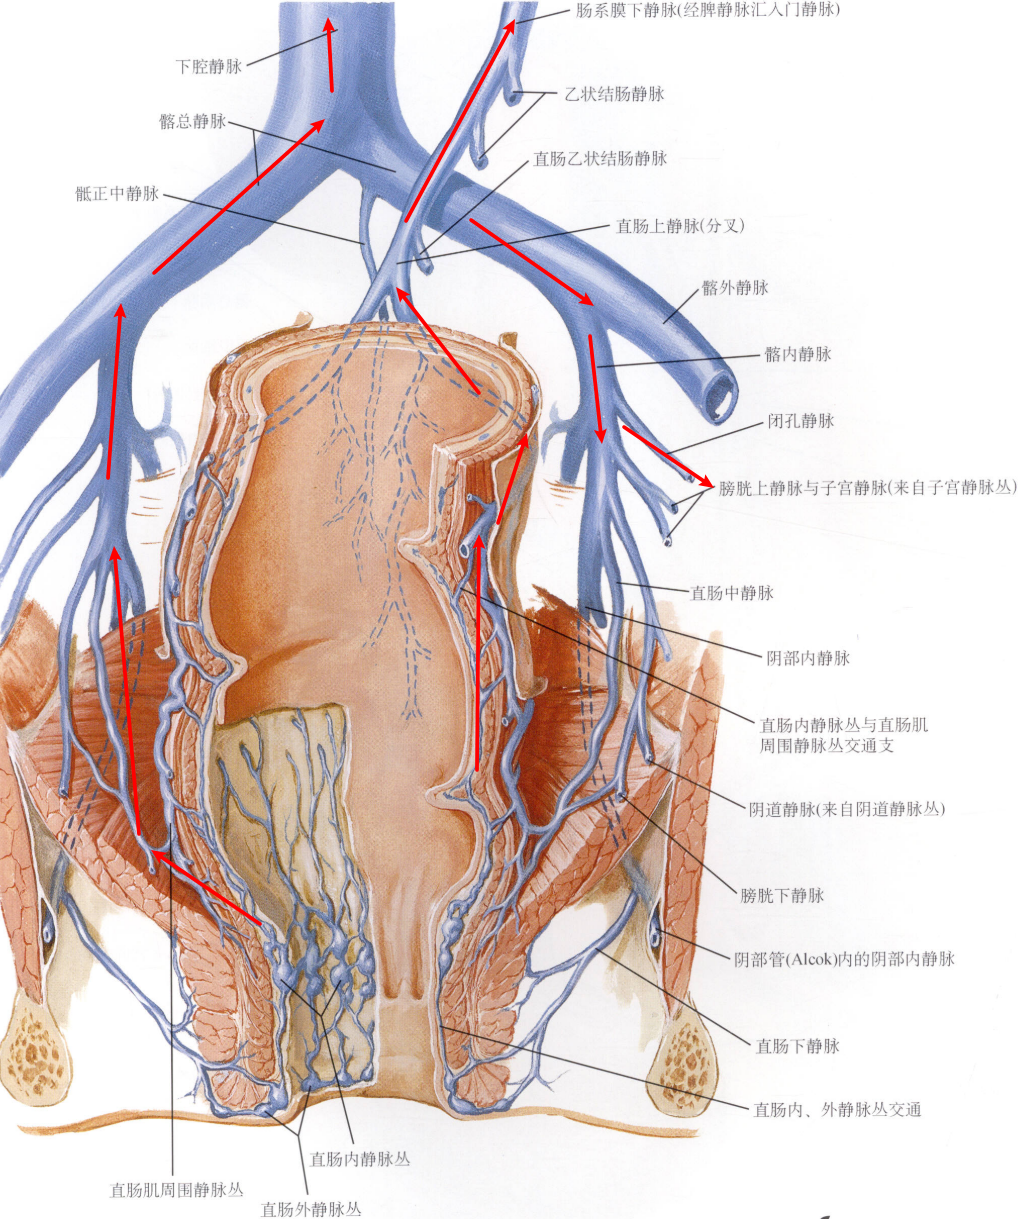 肠系膜下静脉(经脾静脉汇入门静脉)
下腔静脉
乙状结肠静脉
髂总静脉
直肠乙状结肠静脉
骶正中静脉
直肠上静脉(分叉)
髂外静脉
髂内静脉
闭孔静脉
膀胱上静脉与子宫静脉(来自子宫静脉丛)
直肠中静脉
阴部内静脉
直肠内静脉丛与直肠肌
周围静脉丛交通支
阴道静脉(来自阴道静脉丛)
膀胱下静脉
阴部管(Alcok)内的阴部内静脉
直肠下静脉
直肠内、外静脉丛交通
直肠内静脉丛
直肠肌周围静脉丛
直肠外静脉丛